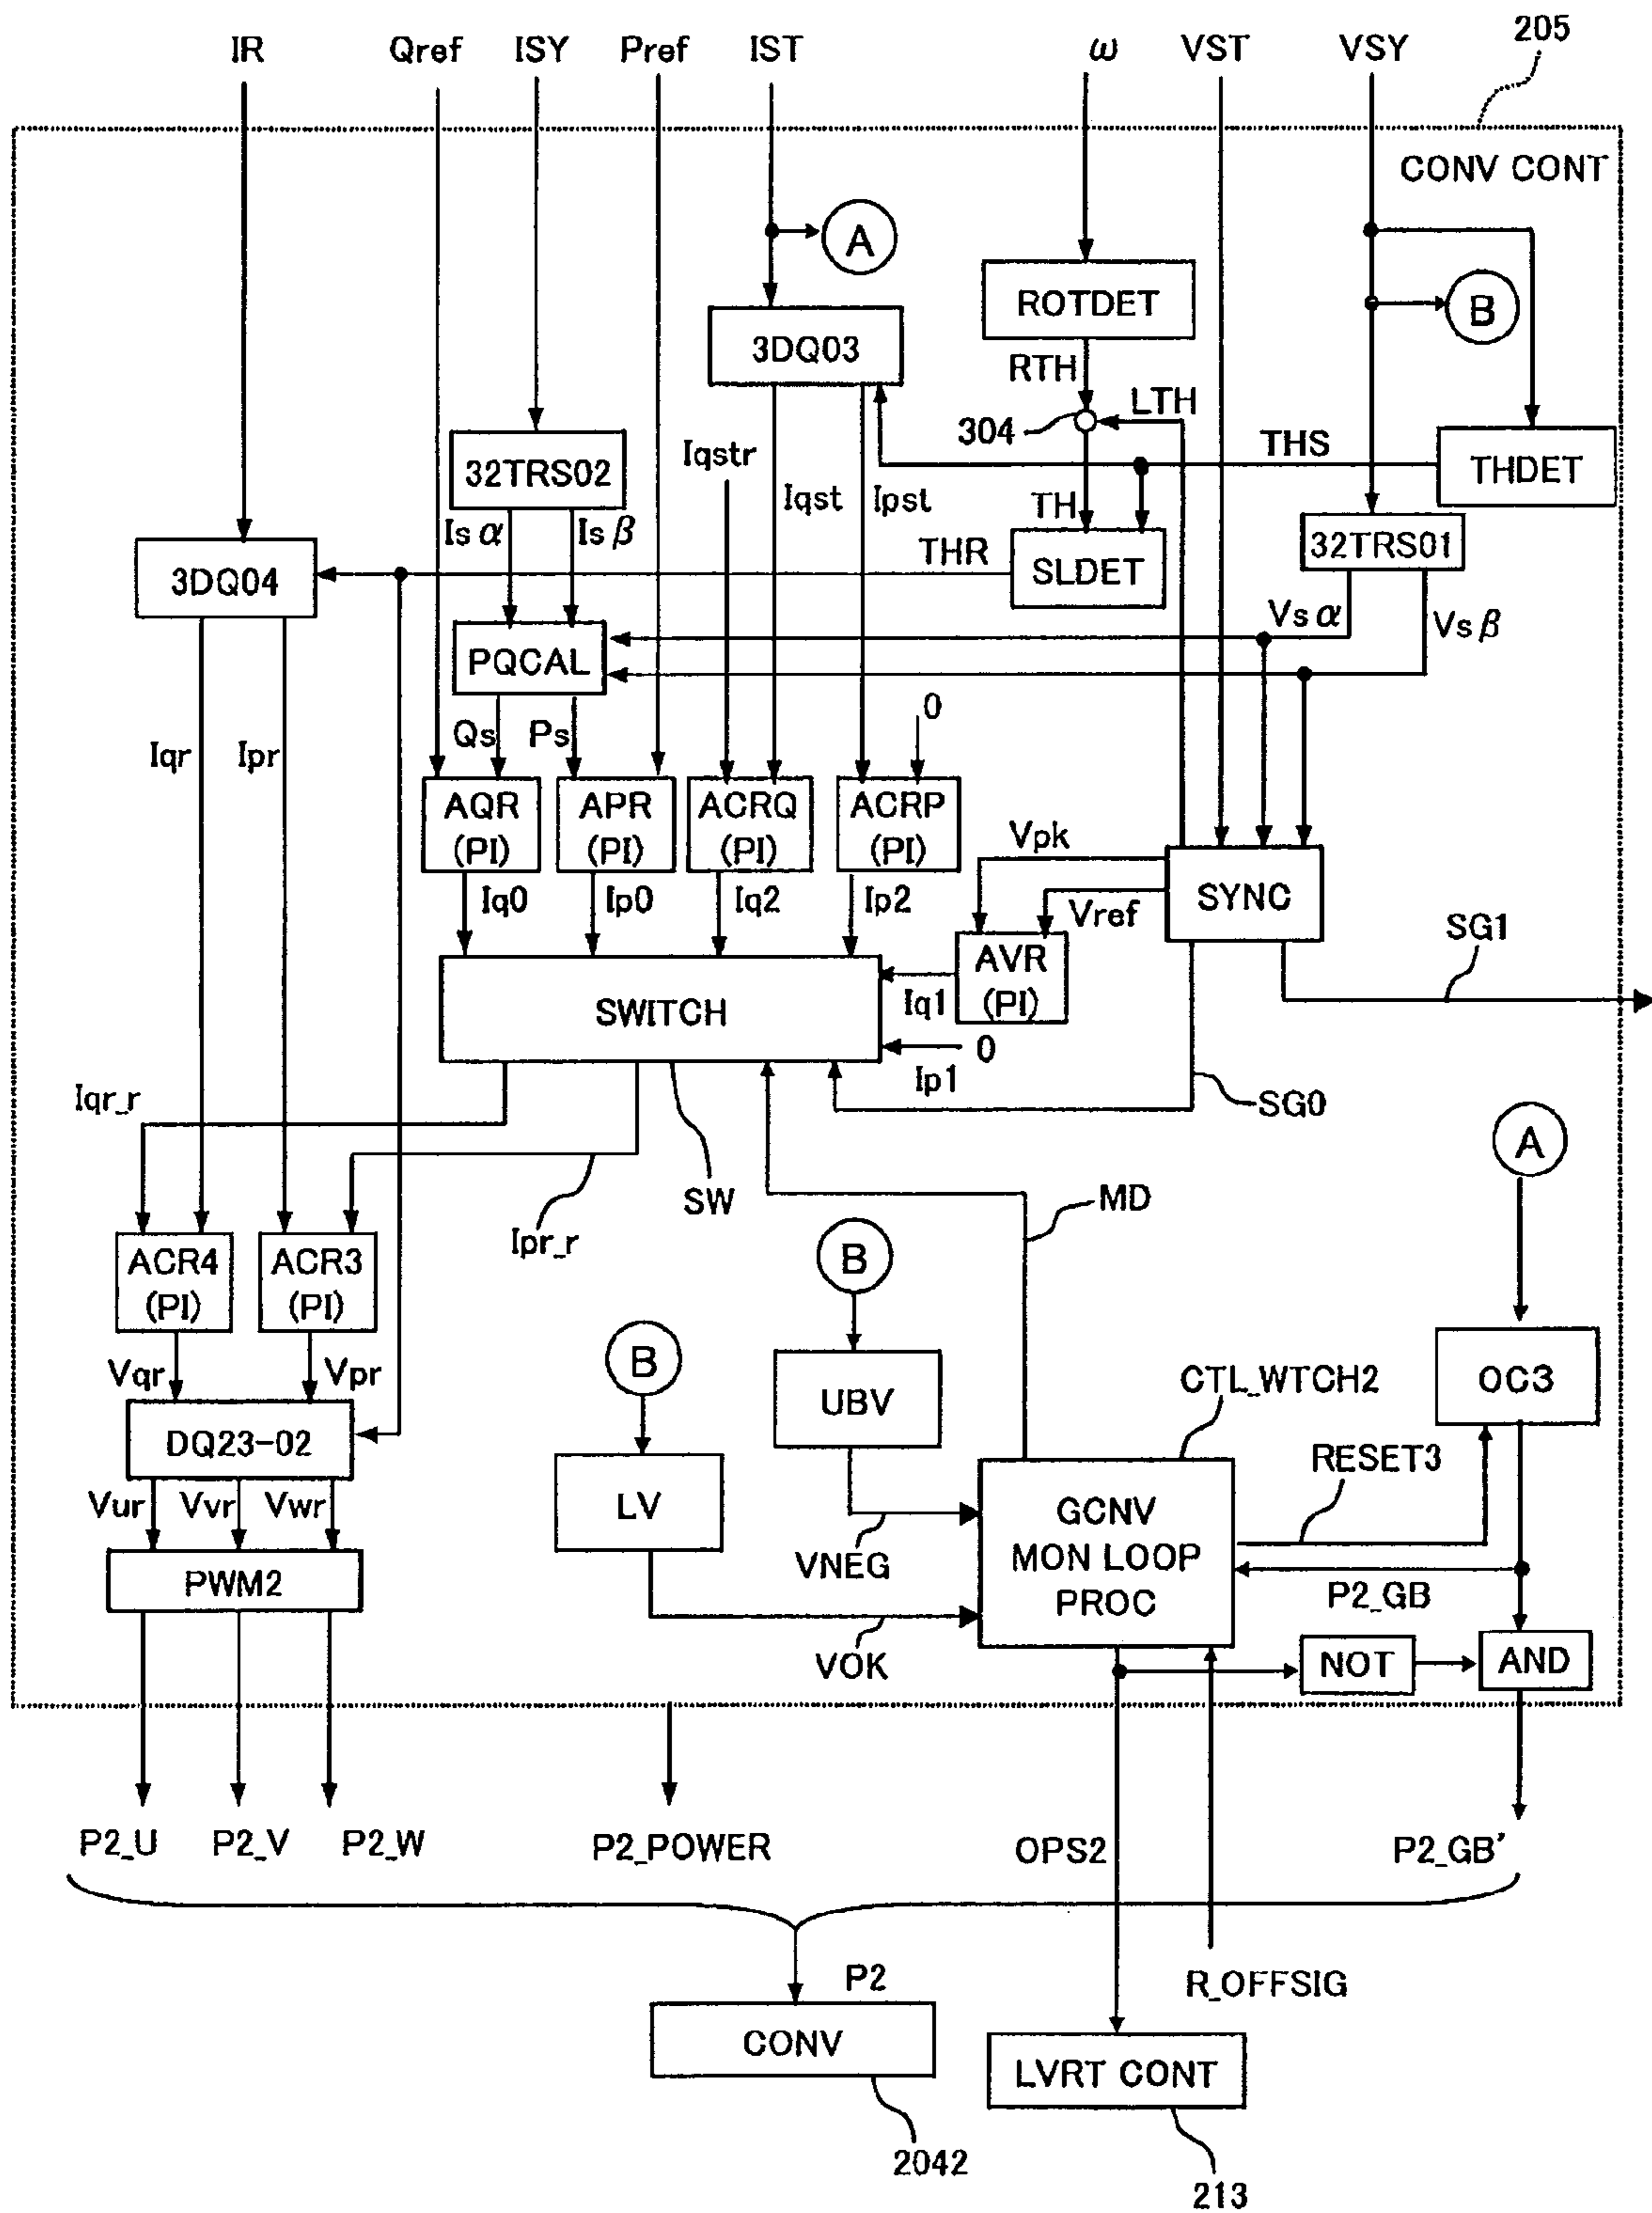 205
IR Qref ISY Pref IST ω VST VSY
CONV CONT
A
ROTDET
B
3DQ03
RTH
LTH
304
THS
THDET
32TRS02
Iqstr
Iqst
Ipst
TH
Isα
Isβ
THR
SLDET
32TRS01
3DQ04
Vsα
Vsβ
PQCAL
0
Qs
Ps
Iqr
Ipr
AQR
(PI)
APR
(PI)
ACRQ
(PI)
ACRP
(PI)
Vpk
SYNC
Iq0
Ip0
Iq2
Ip2
Vref
SG1
AVR
(PI)
SWITCH
Iq1
0
Ip1
Iqr_r
SG0
A
SW
MD
Ipr_r
B
ACR4
(PI)
ACR3
(PI)
B
Vqr
Vpr
UBV
CTL_WTCH2
OC3
DQ23-02
RESET3
Vur
Vvr
Vwr
LV
GCNV
MON LOOP
PROC
VNEG
PWM2
P2_GB
VOK
NOT
AND
P2_U
P2_V
P2_W
P2_POWER
OPS2
P2_GB'
P2
R_OFFSIG
CONV
LVRT CONT
2042
213